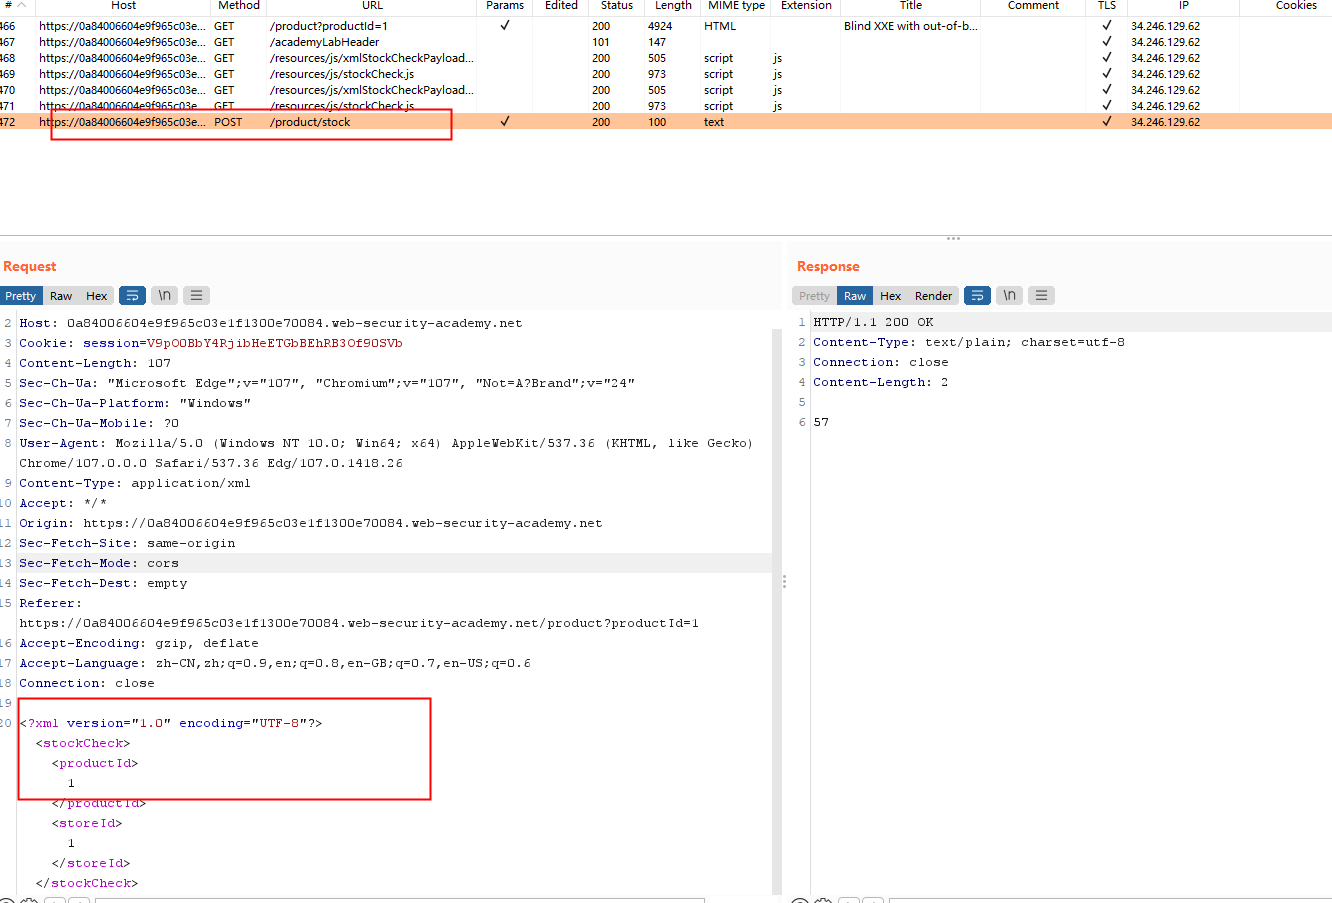 # Host Method URL Params Edited Status Length MIME type Extension Title Comment TLS IP Cookies
466 https://0a84006604e9f965c03e... GET /product?productId=1 ✓ 200 4924 HTML Blind XXE with out-of-b... ✓ 34.246.129.62
467 https://0a84006604e9f965c03e... GET /academyLabHeader 101 147 ✓ 34.246.129.62
468 https://0a84006604e9f965c03e... GET /resources/js/xmlStockCheckPayload... 200 505 script js ✓ 34.246.129.62
469 https://0a84006604e9f965c03e... GET /resources/js/stockCheck.js 200 973 script js ✓ 34.246.129.62
470 https://0a84006604e9f965c03e... GET /resources/js/xmlStockCheckPayload... 200 505 script js ✓ 34.246.129.62
471 https://0a84006604e9f965c03e... GET /resources/js/stockCheck.js 200 973 script js ✓ 34.246.129.62
472 https://0a84006604e9f965c03e... POST /product/stock ✓ 200 100 text ✓ 34.246.129.62
Request
Pretty Raw Hex \n
2 Host: 0a84006604e9f965c03e1f1300e70084.web-security-academy.net
3 Cookie: session=V9pO0BbY4RjibHeETGbBEhRB3Of90SVb
4 Content-Length: 107
5 Sec-Ch-Ua: "Microsoft Edge";v="107", "Chromium";v="107", "Not=A?Brand";v="24"
6 Sec-Ch-Ua-Platform: "Windows"
7 Sec-Ch-Ua-Mobile: ?0
8 User-Agent: Mozilla/5.0 (Windows NT 10.0; Win64; x64) AppleWebKit/537.36 (KHTML, like Gecko)
Chrome/107.0.0.0 Safari/537.36 Edg/107.0.1418.26
9 Content-Type: application/xml
10 Accept: */*
11 Origin: https://0a84006604e9f965c03e1f1300e70084.web-security-academy.net
12 Sec-Fetch-Site: same-origin
13 Sec-Fetch-Mode: cors
14 Sec-Fetch-Dest: empty
15 Referer:
https://0a84006604e9f965c03e1f1300e70084.web-security-academy.net/product?productId=1
16 Accept-Encoding: gzip, deflate
17 Accept-Language: zh-CN,zh;q=0.9,en;q=0.8,en-GB;q=0.7,en-US;q=0.6
18 Connection: close
19
20 <?xml version="1.0" encoding="UTF-8"?>
<stockCheck>
<productId>
1
</productId>
<storeId>
1
</storeId>
</stockCheck>
Response
Pretty Raw Hex Render \n
1 HTTP/1.1 200 OK
2 Content-Type: text/plain; charset=utf-8
3 Connection: close
4 Content-Length: 2
5
6 57